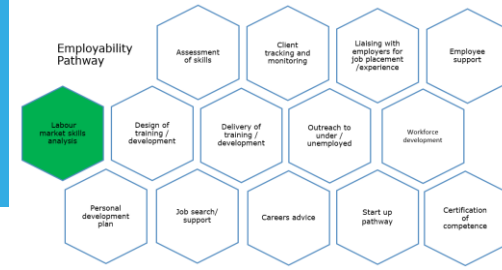 Employability
Pathway
Assessment
of skills
Client
tracking and
monitoring
Liaising with
employers for
job placement
/experience
Employee
support
Labour
market skills
analysis
Design of
training /
development
Delivery of
training /
development
Outreach to
under /
unemployed
Workforce
development
Personal
development
plan
Job search/
support
Careers advice
Start up
pathway
Certification
of
competence